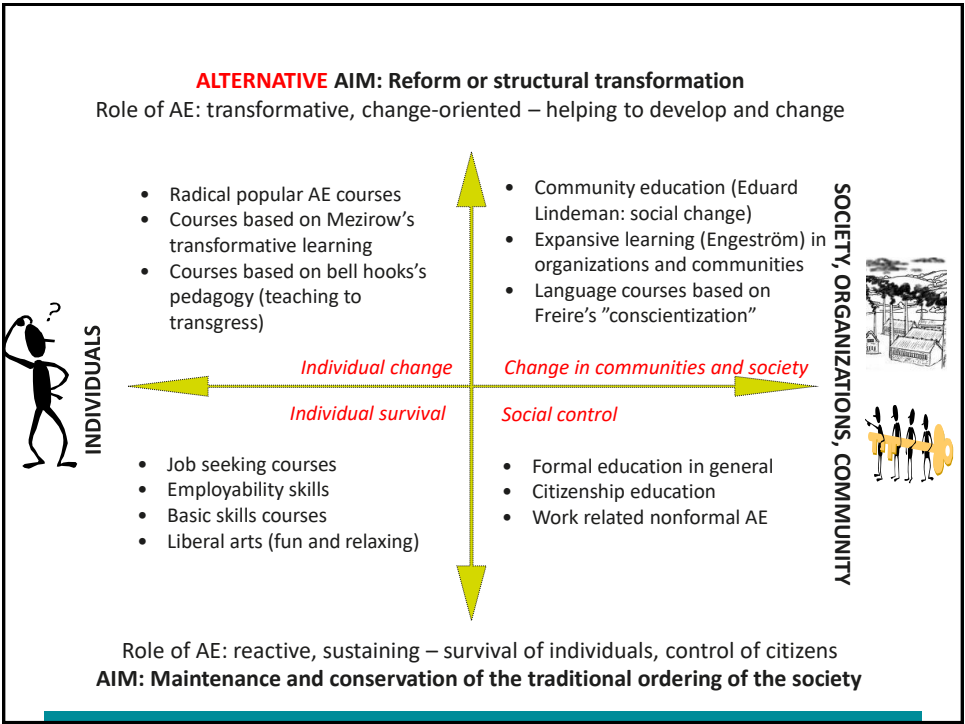 ALTERNATIVE AIM: Reform or structural transformation
Role of AE: transformative, change-oriented – helping to develop and change
• Radical popular AE courses
• Courses based on Mezirow's
transformative learning
• Courses based on bell hooks's
pedagogy (teaching to
transgress)
• Community education (Eduard
Lindeman: social change)
• Expansive learning (Engeström) in
organizations and communities
• Language courses based on
Freire's ”conscientization”
?
INDIVIDUALS
SOCIETY, ORGANIZATIONS, COMMUNITY
Individual change
Change in communities and society
Individual survival
Social control
• Job seeking courses
• Employability skills
• Basic skills courses
• Liberal arts (fun and relaxing)
• Formal education in general
• Citizenship education
• Work related nonformal AE
Role of AE: reactive, sustaining – survival of individuals, control of citizens
AIM: Maintenance and conservation of the traditional ordering of the society